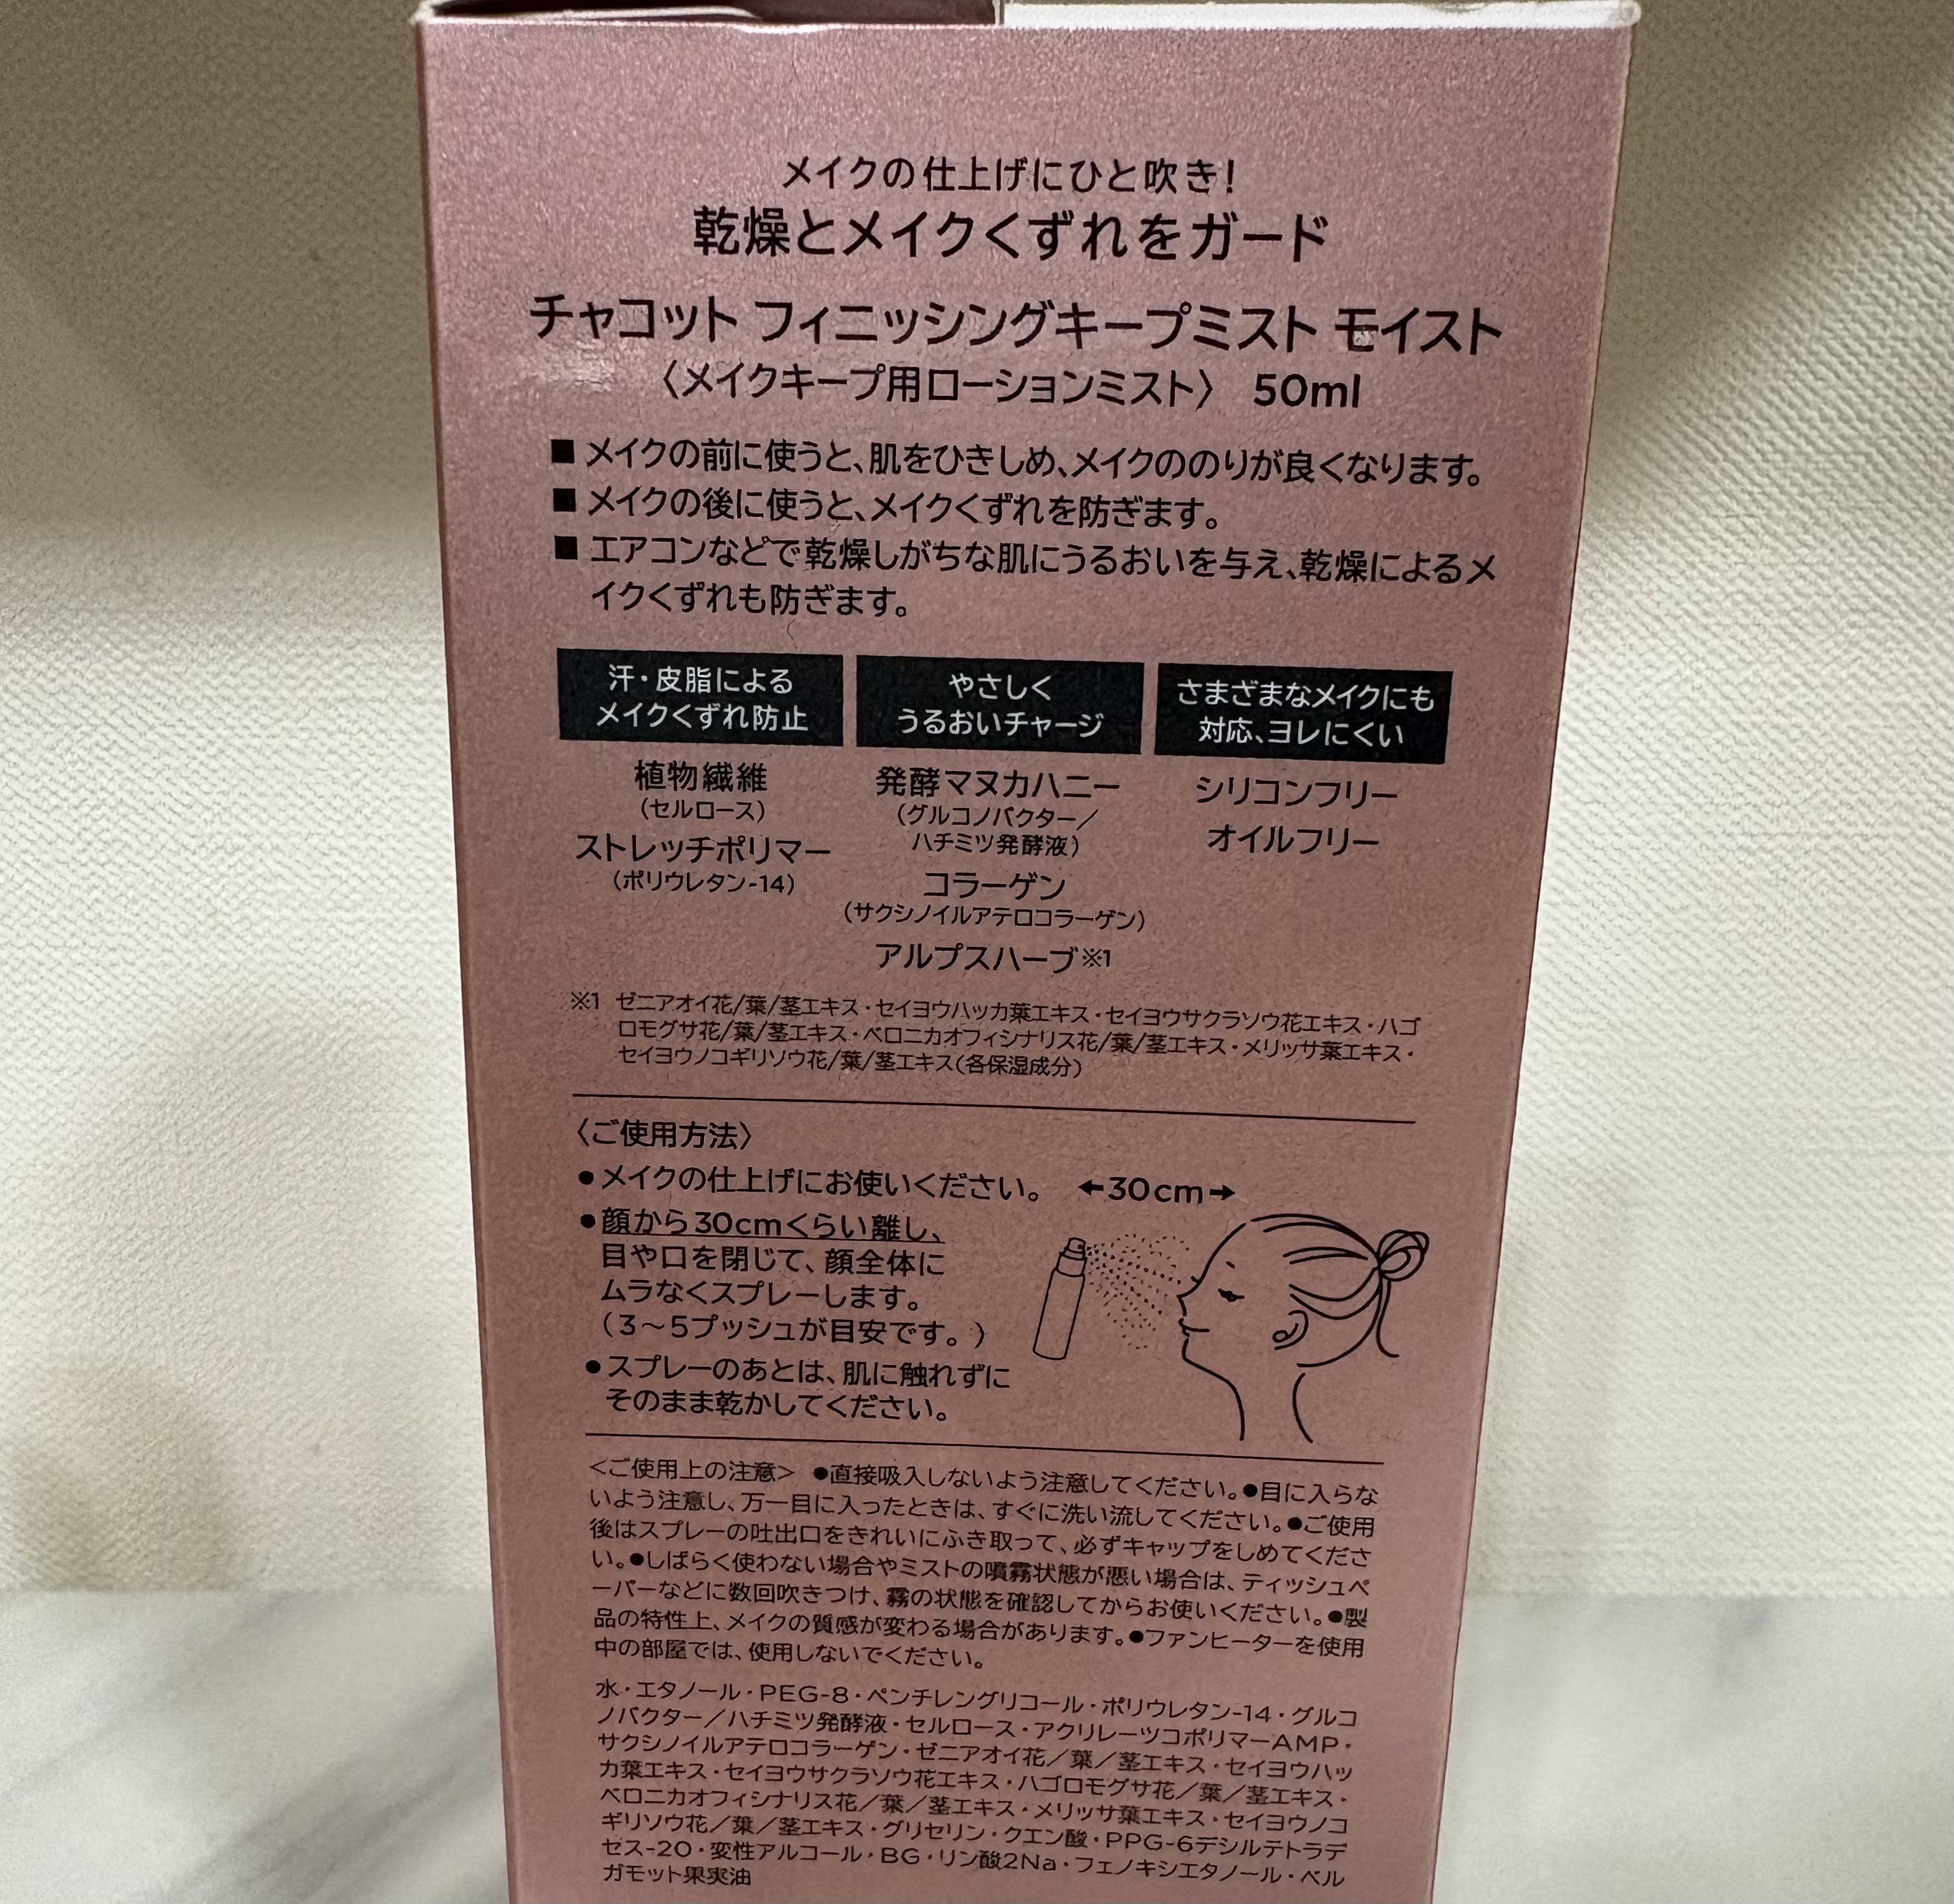 メイクの仕上げにひと吹き!
乾燥とメイクくずれをガード
チャコット フィニッシングキープミスト モイスト
〈メイクキープ用ローションミスト〉 50ml
■ メイクの前に使うと、肌をひきしめ、メイクののりが良くなります。
■ メイクの後に使うと、メイクくずれを防ぎます。
■ エアコンなどで乾燥しがちな肌にうるおいを与え、乾燥によるメ
イクくずれも防ぎます。
汗・皮脂による
メイクくずれ防止
植物繊維
(セルロース)
ストレッチポリマー
(ポリウレタン-14)
やさしく
うるおいチャージ
発酵マヌカハニー
(グルコノバクター/
ハチミツ発酵液)
コラーゲン
(サクシノイルアテロコラーゲン)
アルプスハーブ※1
さまざまなメイクにも
対応、ヨレにくい
シリコンフリー
オイルフリー
※1 ゼニアオイ花/葉/茎エキス・セイヨウハッカ葉エキス・セイヨウサクラソウ花エキス・ハゴ
ロモグサ花/葉/茎エキス・ベロニカオフィシナリス花/葉/茎エキス・メリッサ葉エキス・
セイヨウノコギリソウ花/葉/茎エキス(各保湿成分)
〈ご使用方法〉
●メイクの仕上げにお使いください。
●顔から30cmくらい離し、
目や口を閉じて、顔全体に
ムラなくスプレーします。
(3～5プッシュが目安です。)
●スプレーのあとは、肌に触れずに
そのまま乾かしてください。
←30cm→
<ご使用上の注意> ●直接吸入しないよう注意してください。●目に入らな
いよう注意し、万一目に入ったときは、すぐに洗い流してください。●ご使用
後はスプレーの吐出口をきれいにふき取って、必ずキャップをしめてくださ
い。●しばらく使わない場合やミストの噴霧状態が悪い場合は、ティッシュペ
ーパーなどに数回吹きつけ、霧の状態を確認してからお使いください。●製
品の特性上、メイクの質感が変わる場合があります。●ファンヒーターを使用
中の部屋では、使用しないでください。
水・エタノール・PEG-8・ペンチレングリコール・ポリウレタン-14・グルコ
ノバクター/ハチミツ発酵液・セルロース・アクリレーツコポリマーAMP・
サクシノイルアテロコラーゲン・ゼニアオイ花/葉/茎エキス・セイヨウハッ
カ葉エキス・セイヨウサクラソウ花エキス・ハゴロモグサ花/葉/茎エキス・
ベロニカオフィシナリス花/葉/茎エキス・メリッサ葉エキス・セイヨウノコ
ギリソウ花/葉/茎エキス・グリセリン・クエン酸・PPG-6デシルテトラデ
セス-20・変性アルコール・BG・リン酸2Na・フェノキシエタノール・ベル
ガモット果実油